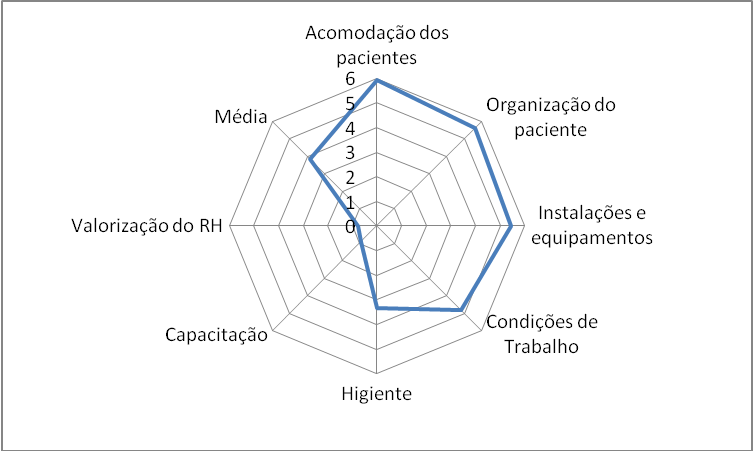 Acomodação dos
pacientes
6
5
4
3
2
1
0
Organização do
paciente
Instalações e
equipamentos
Condições de
Trabalho
Higiente
Capacitação
Valorização do RH
Média